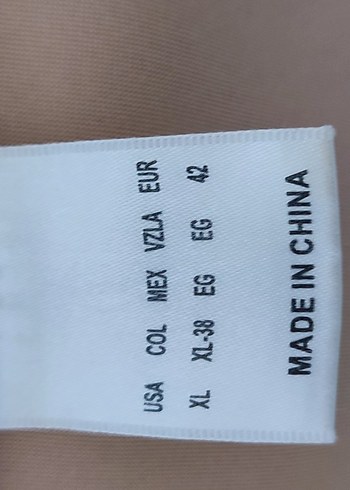 USA COL MEX VZLA EUR
XL XL-38 EG EG 42
MADE IN CHINA